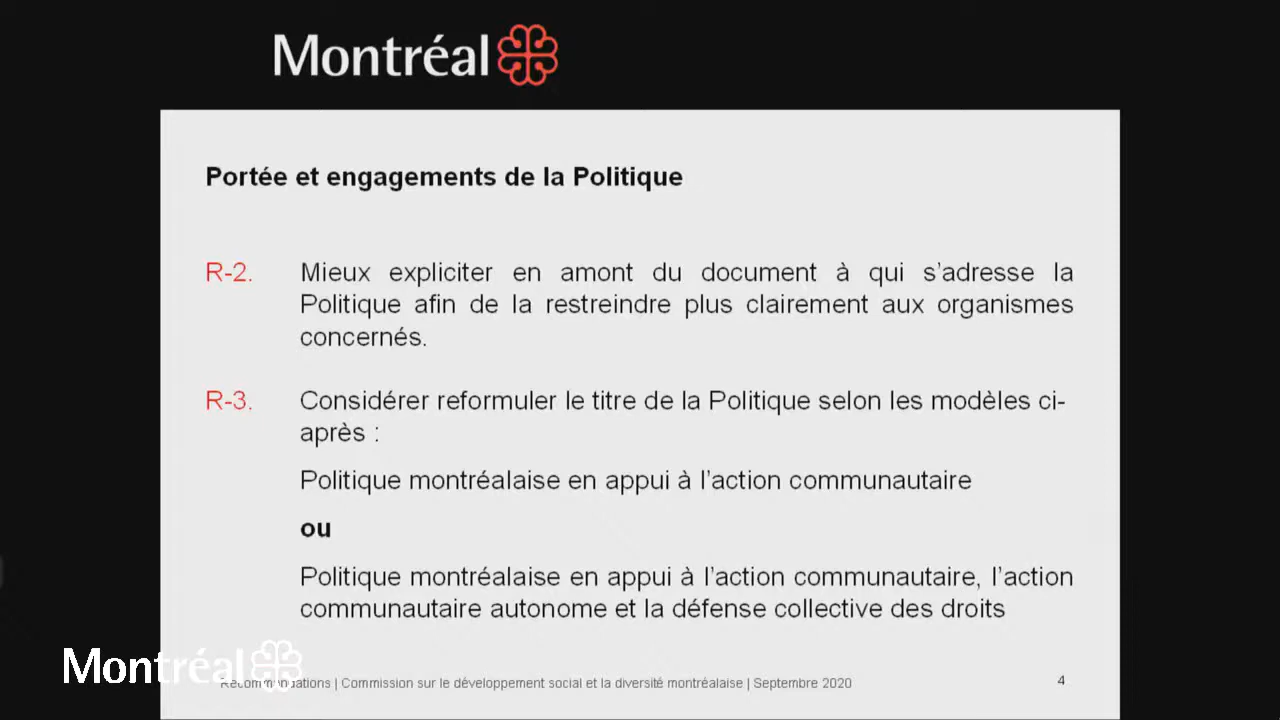 Montréal
Portée et engagements de la Politique
R-2. Mieux expliciter en amont du document à qui s'adresse la
Politique afin de la restreindre plus clairement aux organismes
concernés.
R-3. Considérer reformuler le titre de la Politique selon les modèles ci-
après :
Politique montréalaise en appui à l'action communautaire
ou
Politique montréalaise en appui à l'action communautaire, l'action
communautaire autonome et la défense collective des droits
Montréal
Recommandations | Commission sur le développement social et la diversité montréalaise | Septembre 2020
4